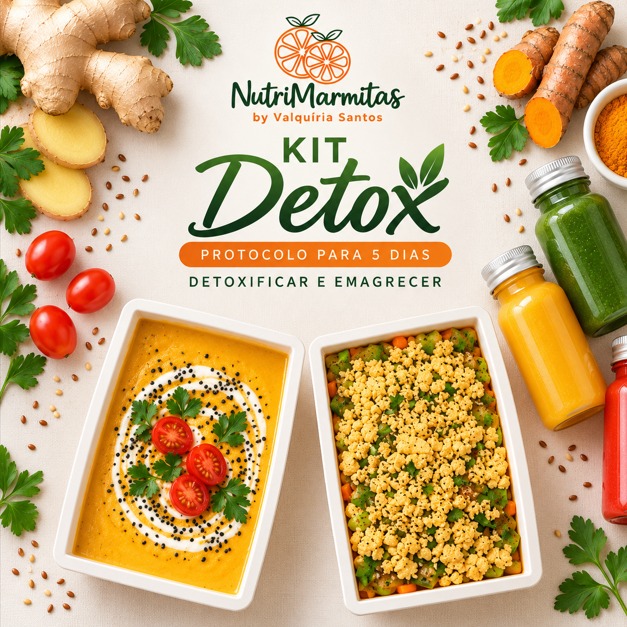 NutriMarmitas
by Valquíria Santos
KIT
Detox
PROTOCOLO PARA 5 DIAS
DETOXIFICAR E EMAGRECER